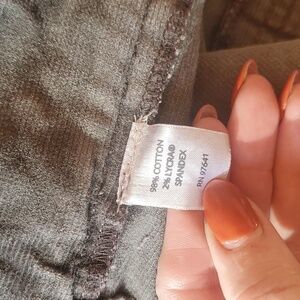 98% COTTON
2% LYCRA®
SPANDEX
RN 97641